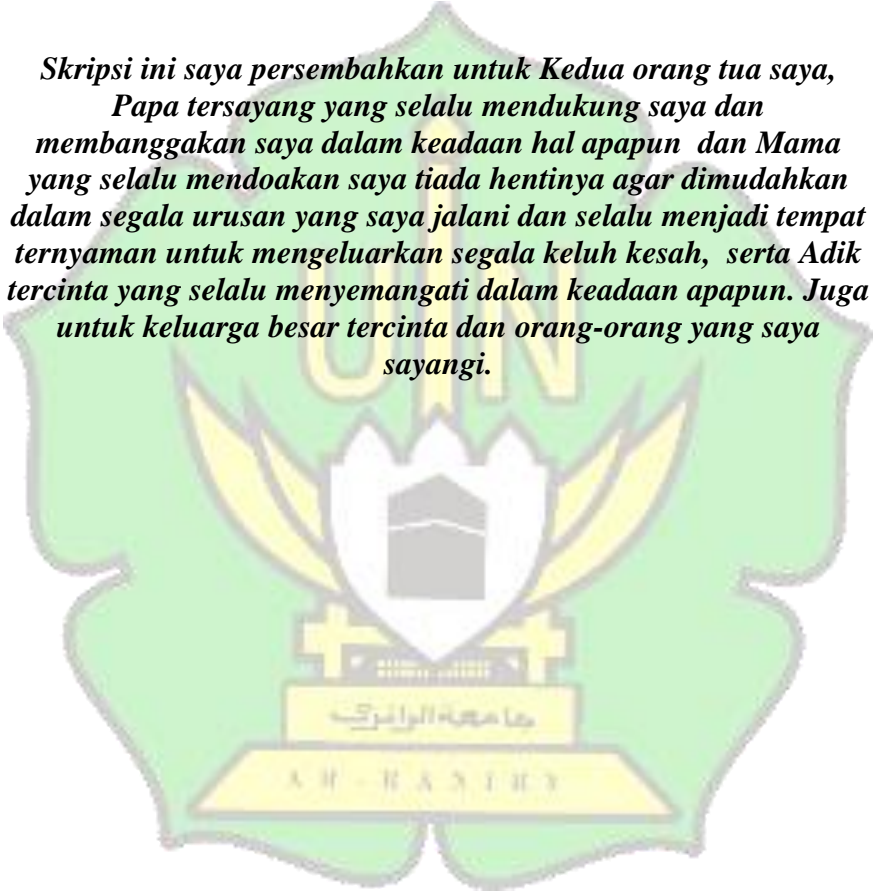 Skripsi ini saya persembahkan untuk Kedua orang tua saya,
Papa tersayang yang selalu mendukung saya dan
membanggakan saya dalam keadaan hal apapun dan Mama
yang selalu mendoakan saya tiada hentinya agar dimudahkan
dalam segala urusan yang saya jalani dan selalu menjadi tempat
ternyaman untuk mengeluarkan segala keluh kesah, serta Adik
tercinta yang selalu menyemangati dalam keadaan apapun. Juga
untuk keluarga besar tercinta dan orang-orang yang saya
sayangi.
UIN
جامعة الرانري
AR-RANIRY